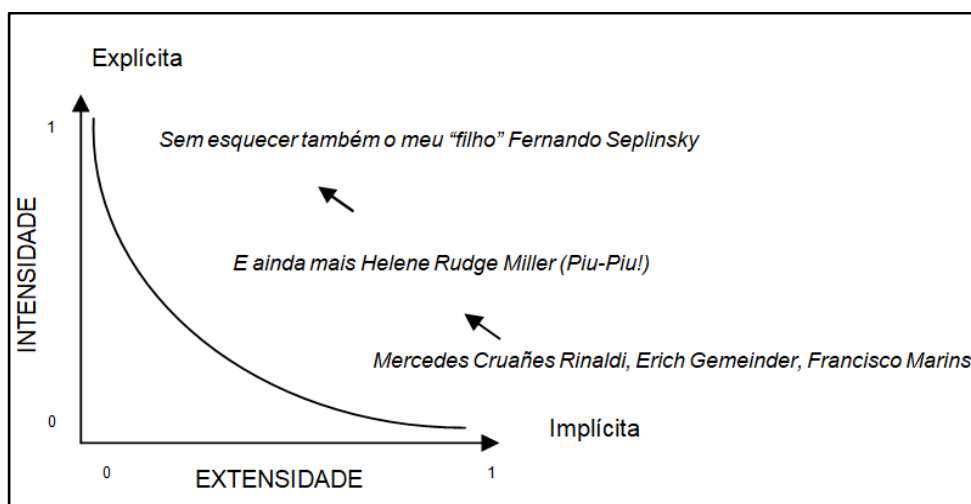 Explícita
1
Sem esquecer também o meu “filho” Fernando Seplinsky
INTENSIDADE
E ainda mais Helene Rudge Miller (Piu-Piu!)
Mercedes Cruañes Rinaldi, Erich Gemeinder, Francisco Marins
0
Implícita
0
EXTENSIDADE
1